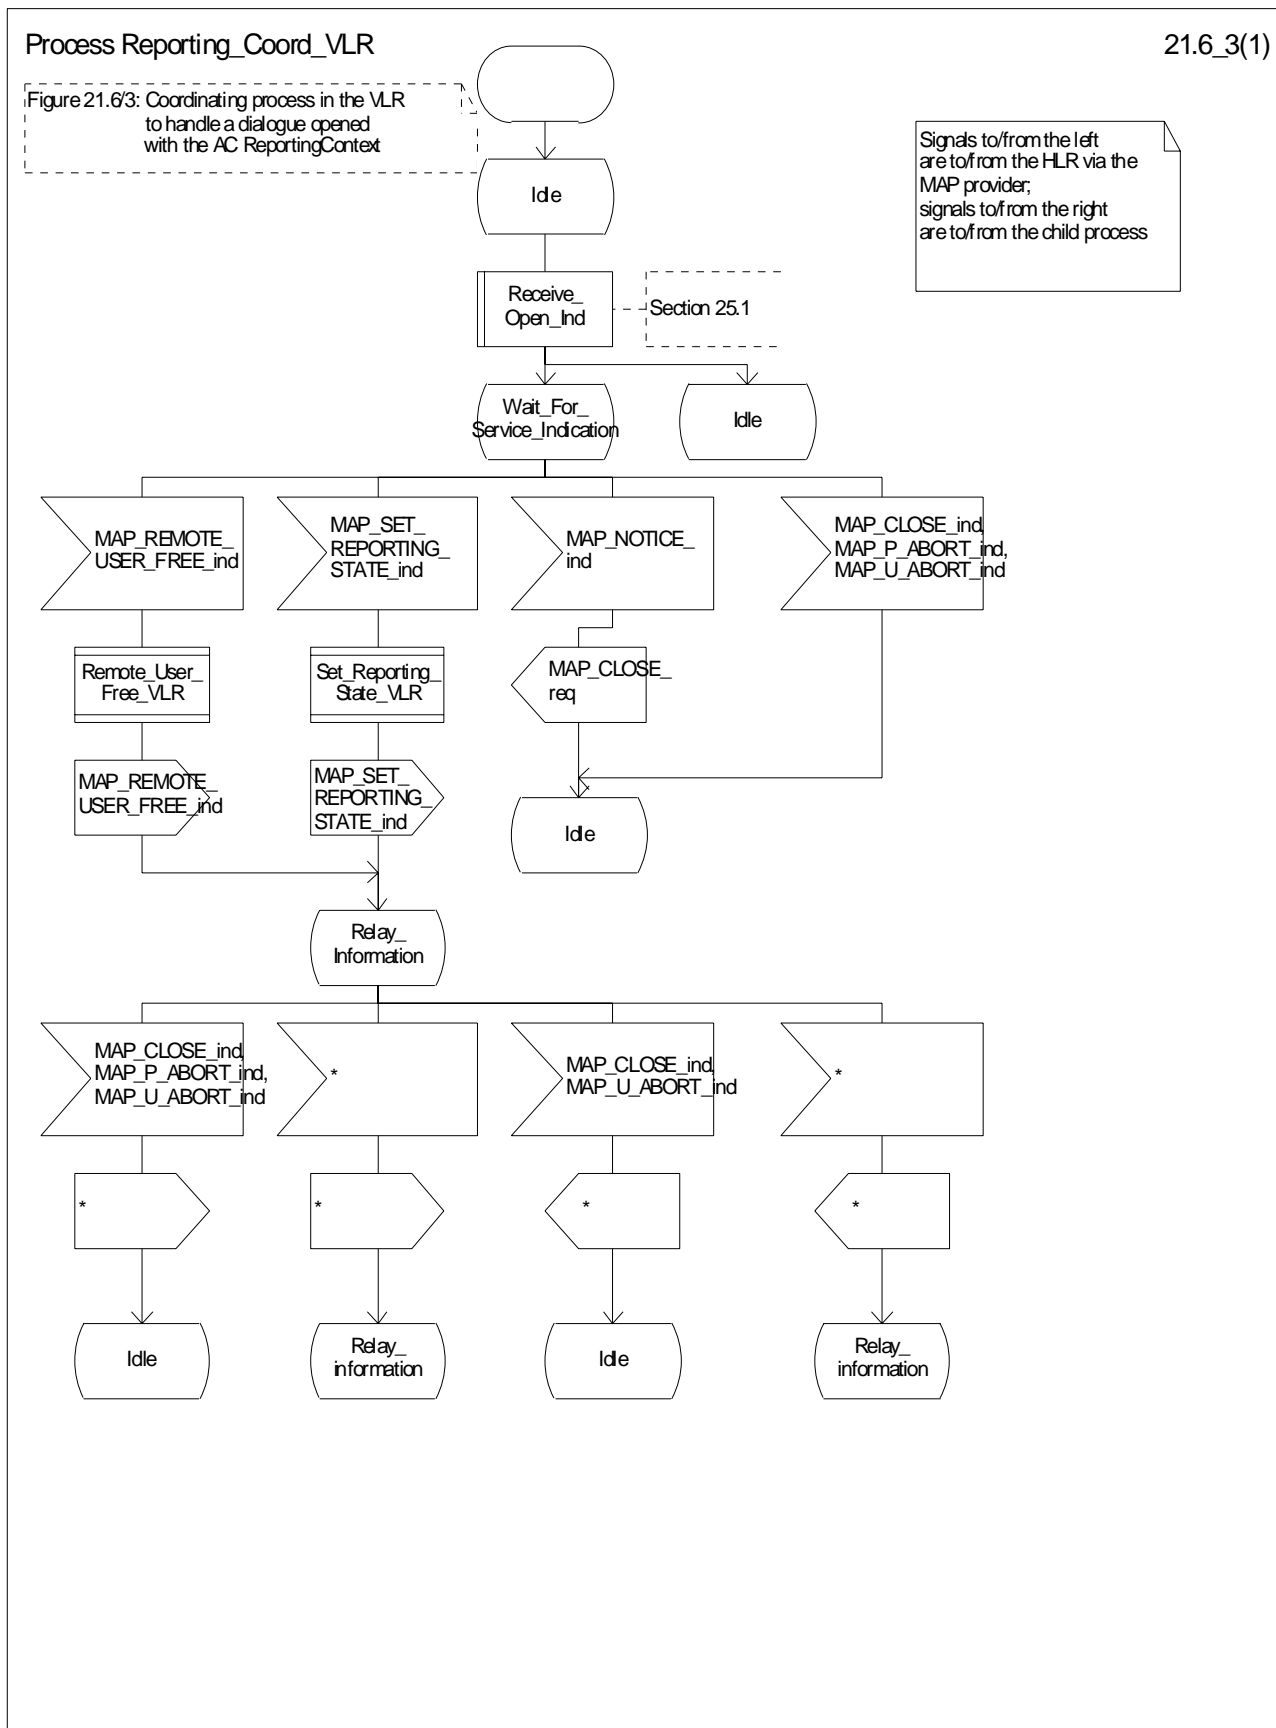 Process Reporting_Coord_VLR
21.6_3(1)
Figure 21.6/3: Coordinating process in the VLR
to handle a dialogue opened
with the AC ReportingContext
Signals to/from the left
are to/from the HLR via the
MAP provider;
signals to/from the right
are to/from the child process
Idle
Receive_
Open_Ind
Section 25.1
Wait_For_
Service_Indication
Idle
MAP_REMOTE_
USER_FREE_ind
MAP_SET_
REPORTING_
STATE_ind
MAP_NOTICE_
ind
MAP_CLOSE_ind,
MAP_P_ABORT_ind,
MAP_U_ABORT_ind
Remote_User_
Free_VLR
Set_Reporting_
State_VLR
MAP_CLOSE_
req
MAP_REMOTE_
USER_FREE_ind
MAP_SET_
REPORTING_
STATE_ind
Idle
Relay_
Information
MAP_CLOSE_ind,
MAP_P_ABORT_ind,
MAP_U_ABORT_ind
*
MAP_CLOSE_ind,
MAP_U_ABORT_ind
*
*
*
*
*
Idle
Relay_
information
Idle
Relay_
information